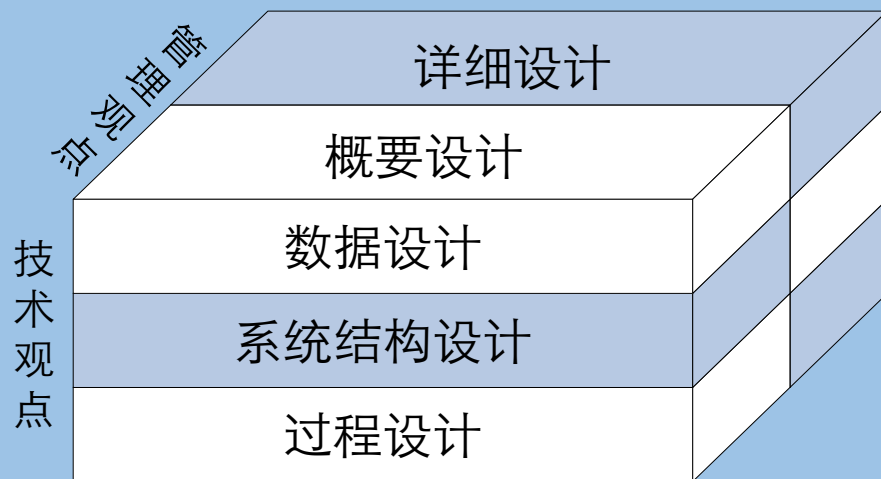 管理观点
详细设计
概要设计
技术观点
数据设计
系统结构设计
过程设计